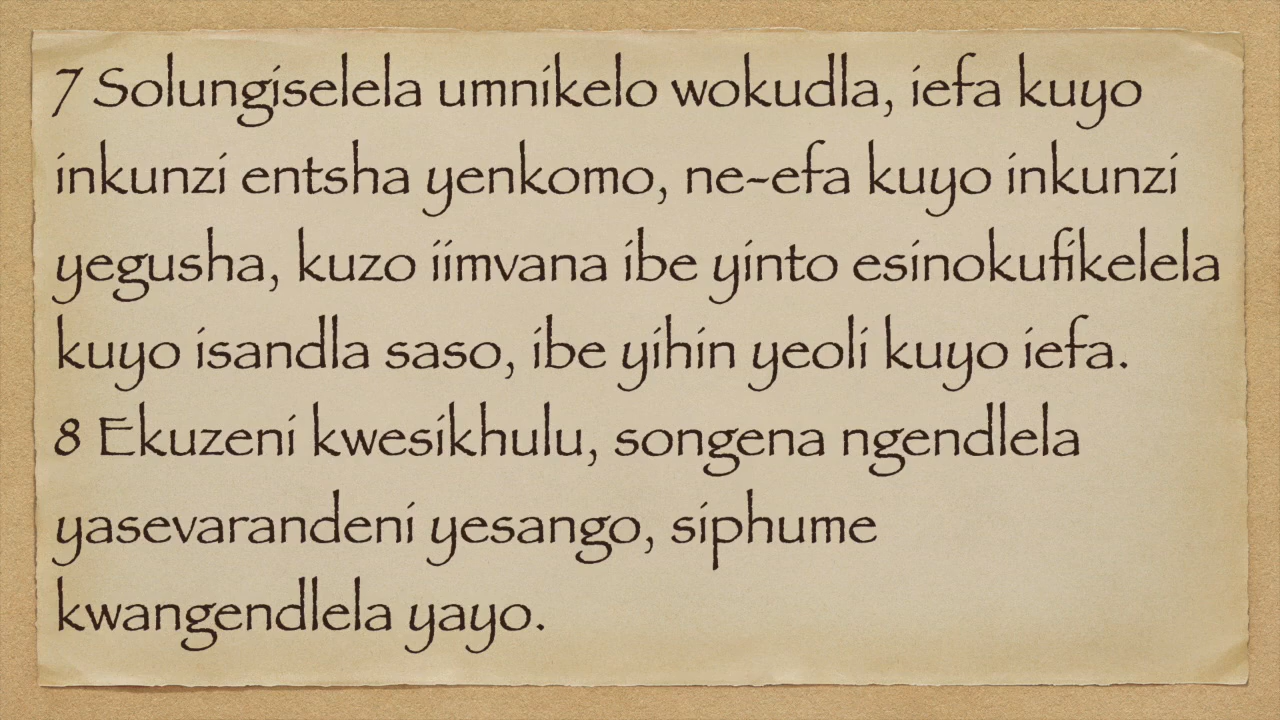 7 Solungiselela umnikelo wokudla, iefa kuyo
inkunzi entsha yenkomo, ne-efa kuyo inkunzi
yegusha, kuzo iimvana ibe yinto esinokufikelela
kuyo isandla saso, ibe yihin yeoli kuyo iefa.
8 Ekuzeni kwesikhulu, songena ngendlela
yasevarandeni yesango, siphume
kwangendlela yayo.